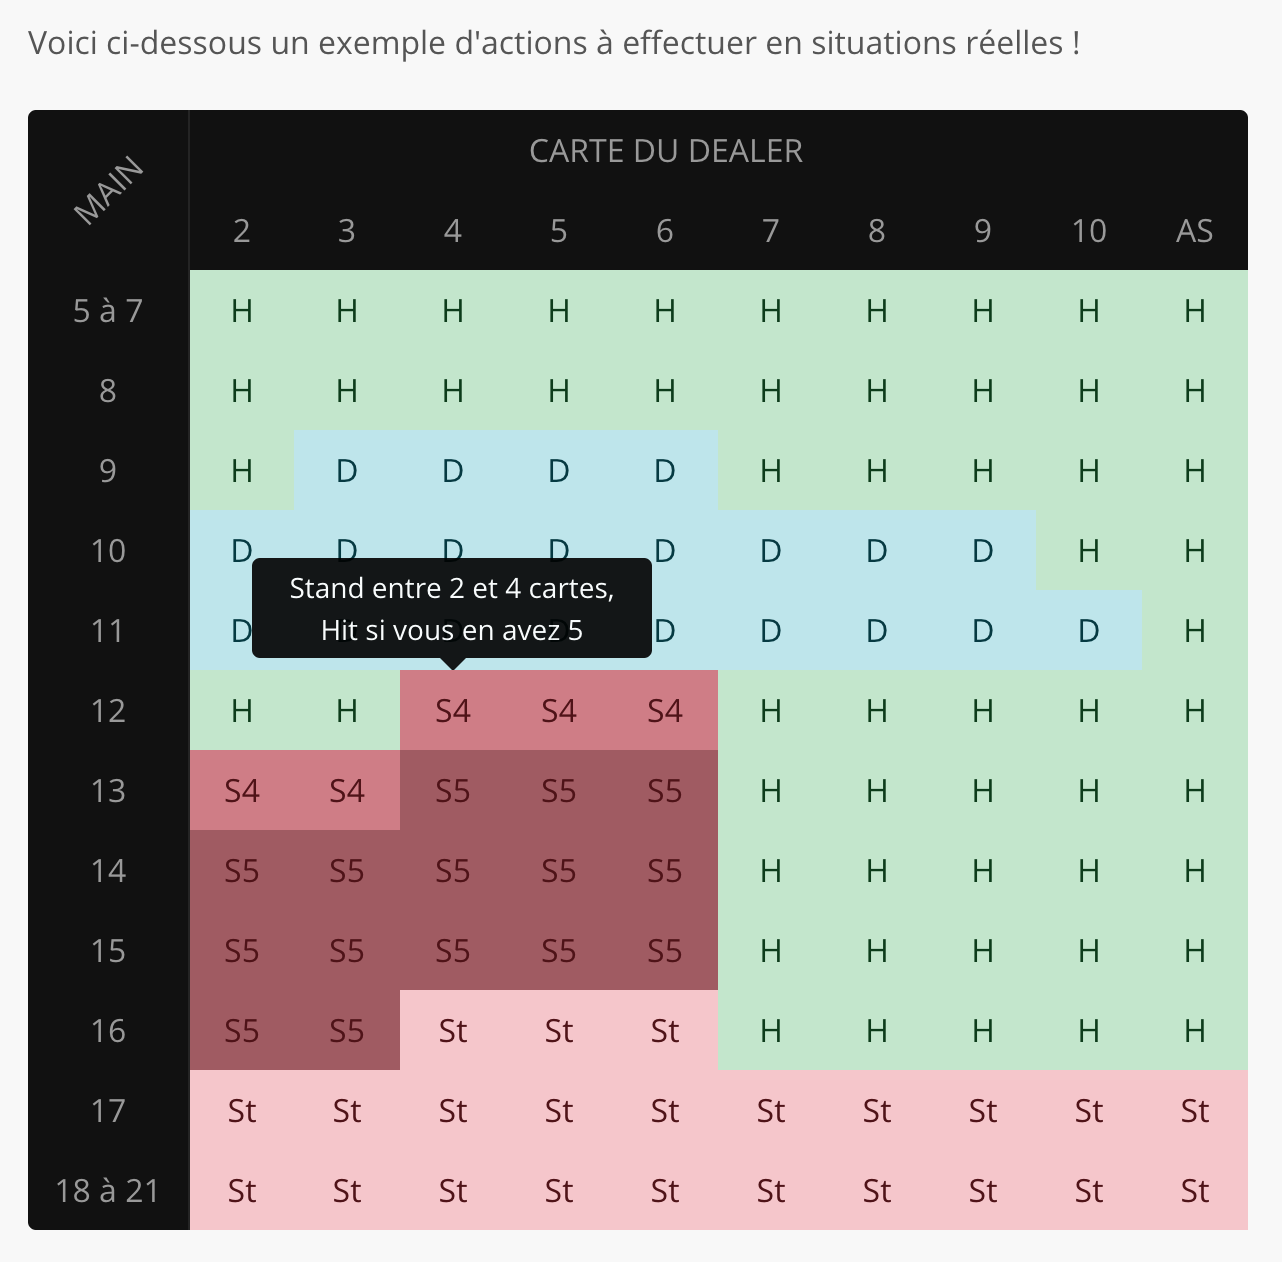 Voici ci-dessous un exemple d'actions à effectuer en situations réelles !
MAIN
CARTE DU DEALER
2 3 4 5 6 7 8 9 10 AS
5 à 7 H H H H H H H H H H
8 H H H H H H H H H H
9 H D D D D H H H H H
10 D D D D D D D D H H
Stand entre 2 et 4 cartes,
Hit si vous en avez 5
11 D D D D D D D D H
12 H H S4 S4 S4 H H H H H
13 S4 S4 S5 S5 S5 H H H H H
14 S5 S5 S5 S5 S5 H H H H H
15 S5 S5 S5 S5 S5 H H H H H
16 S5 S5 St St St H H H H H
17 St St St St St St St St St St
18 à 21 St St St St St St St St St St